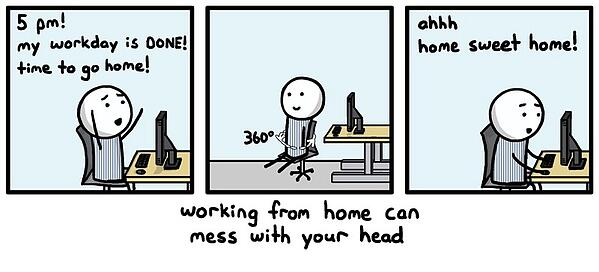 5 pm!
my workday is DONE!
time to go home!
360°
ahhh
home sweet home!
working from home can
mess with your head